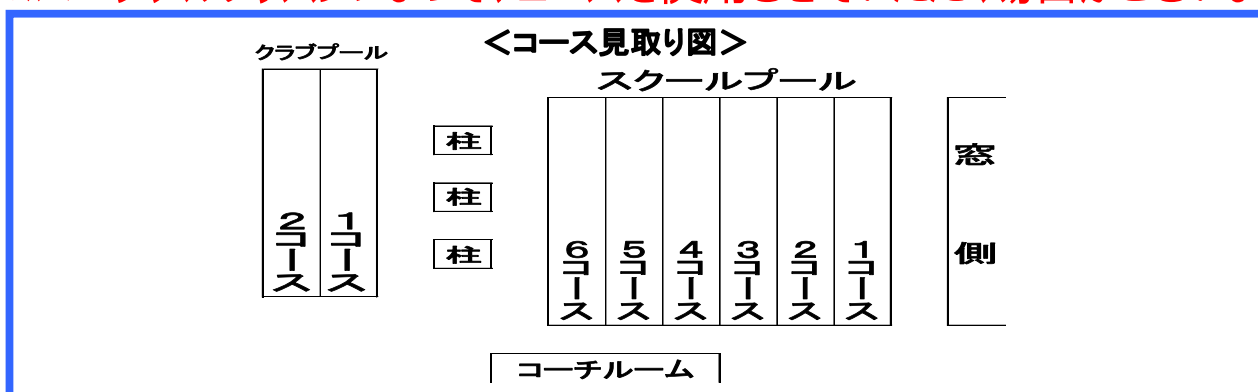 ＜コース見取り図＞
クラブプール
スクールプール
柱
柱
柱
2コース
1コース
6コース
5コース
4コース
3コース
2コース
1コース
窓側
コーチルーム